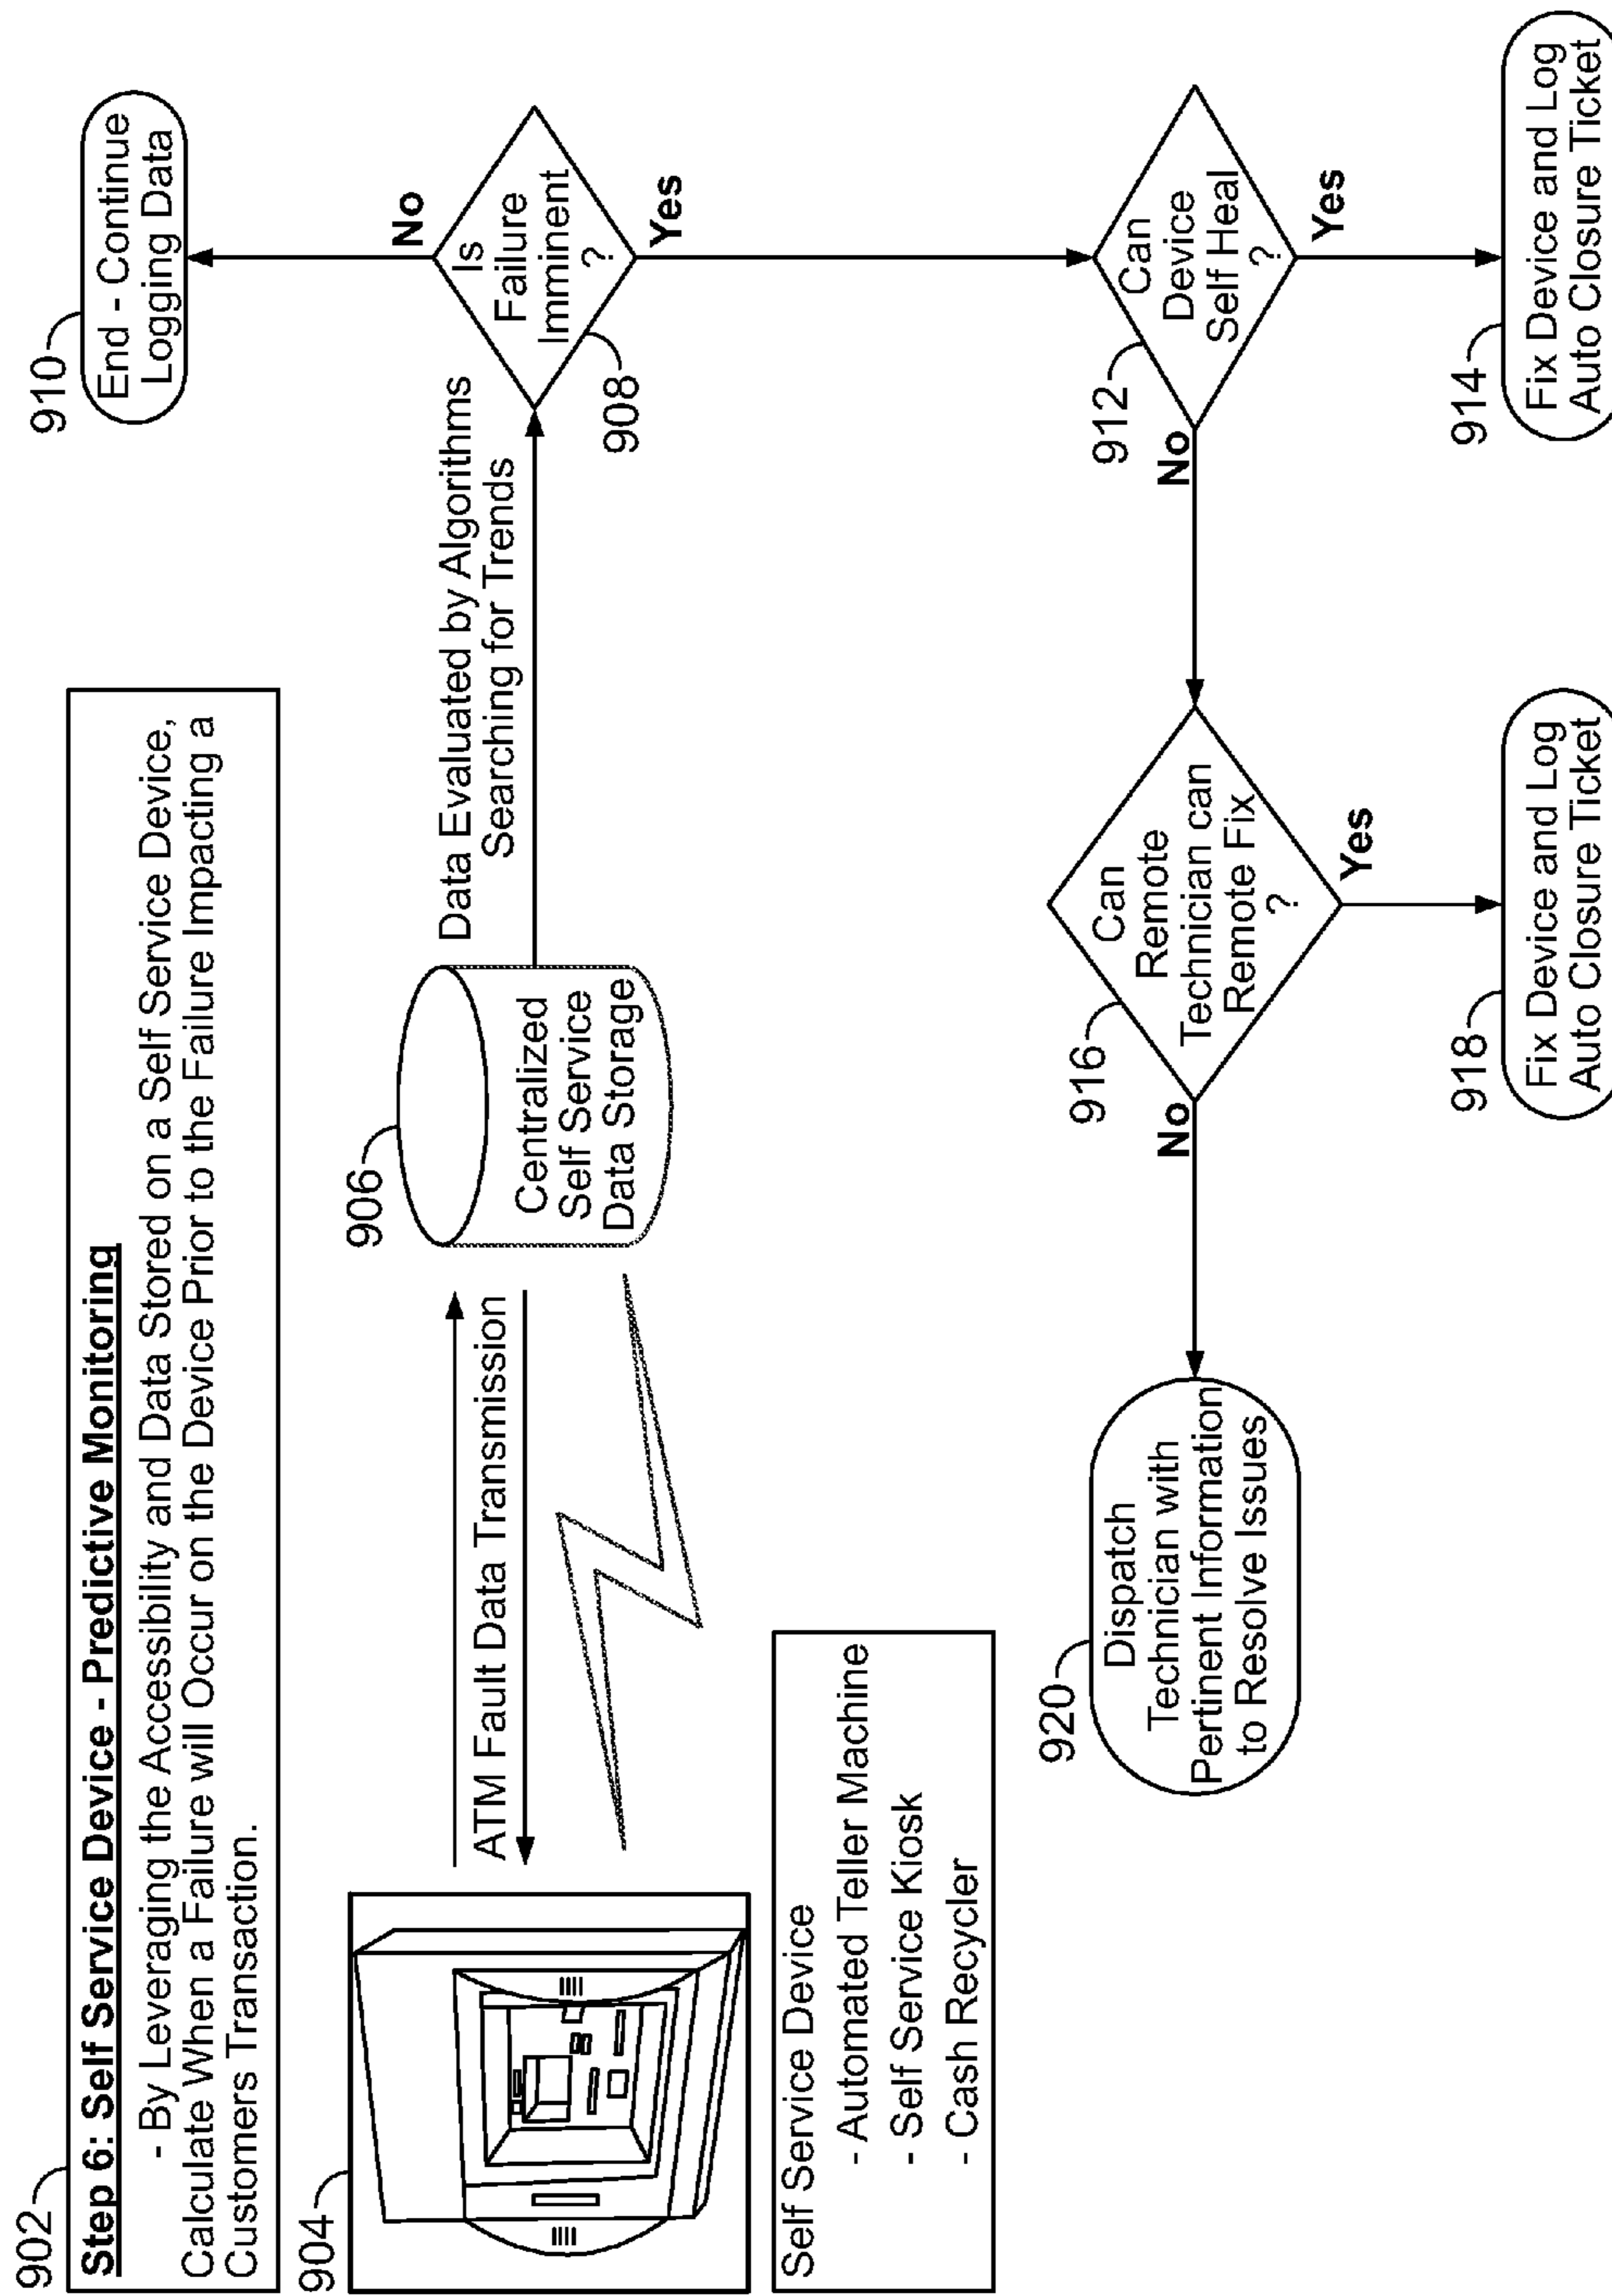 902
Step 6: Self Service Device - Predictive Monitoring
- By Leveraging the Accessibility and Data Stored on a Self Service Device,
Calculate When a Failure will Occur on the Device Prior to the Failure Impacting a
Customers Transaction.
904
ATM Fault Data Transmission
906
Centralized
Self Service
Data Storage
Data Evaluated by Algorithms
Searching for Trends
910
End - Continue
Logging Data
No
Is
Failure
Imminent
?
908
Yes
Self Service Device
- Automated Teller Machine
- Self Service Kiosk
- Cash Recycler
912
Can
Device
Self Heal
?
No
Yes
914
Fix Device and Log
Auto Closure Ticket
916
Can
Remote
Technician can
Remote Fix
?
No
Yes
918
Fix Device and Log
Auto Closure Ticket
920
Dispatch
Technician with
Pertinent Information
to Resolve Issues